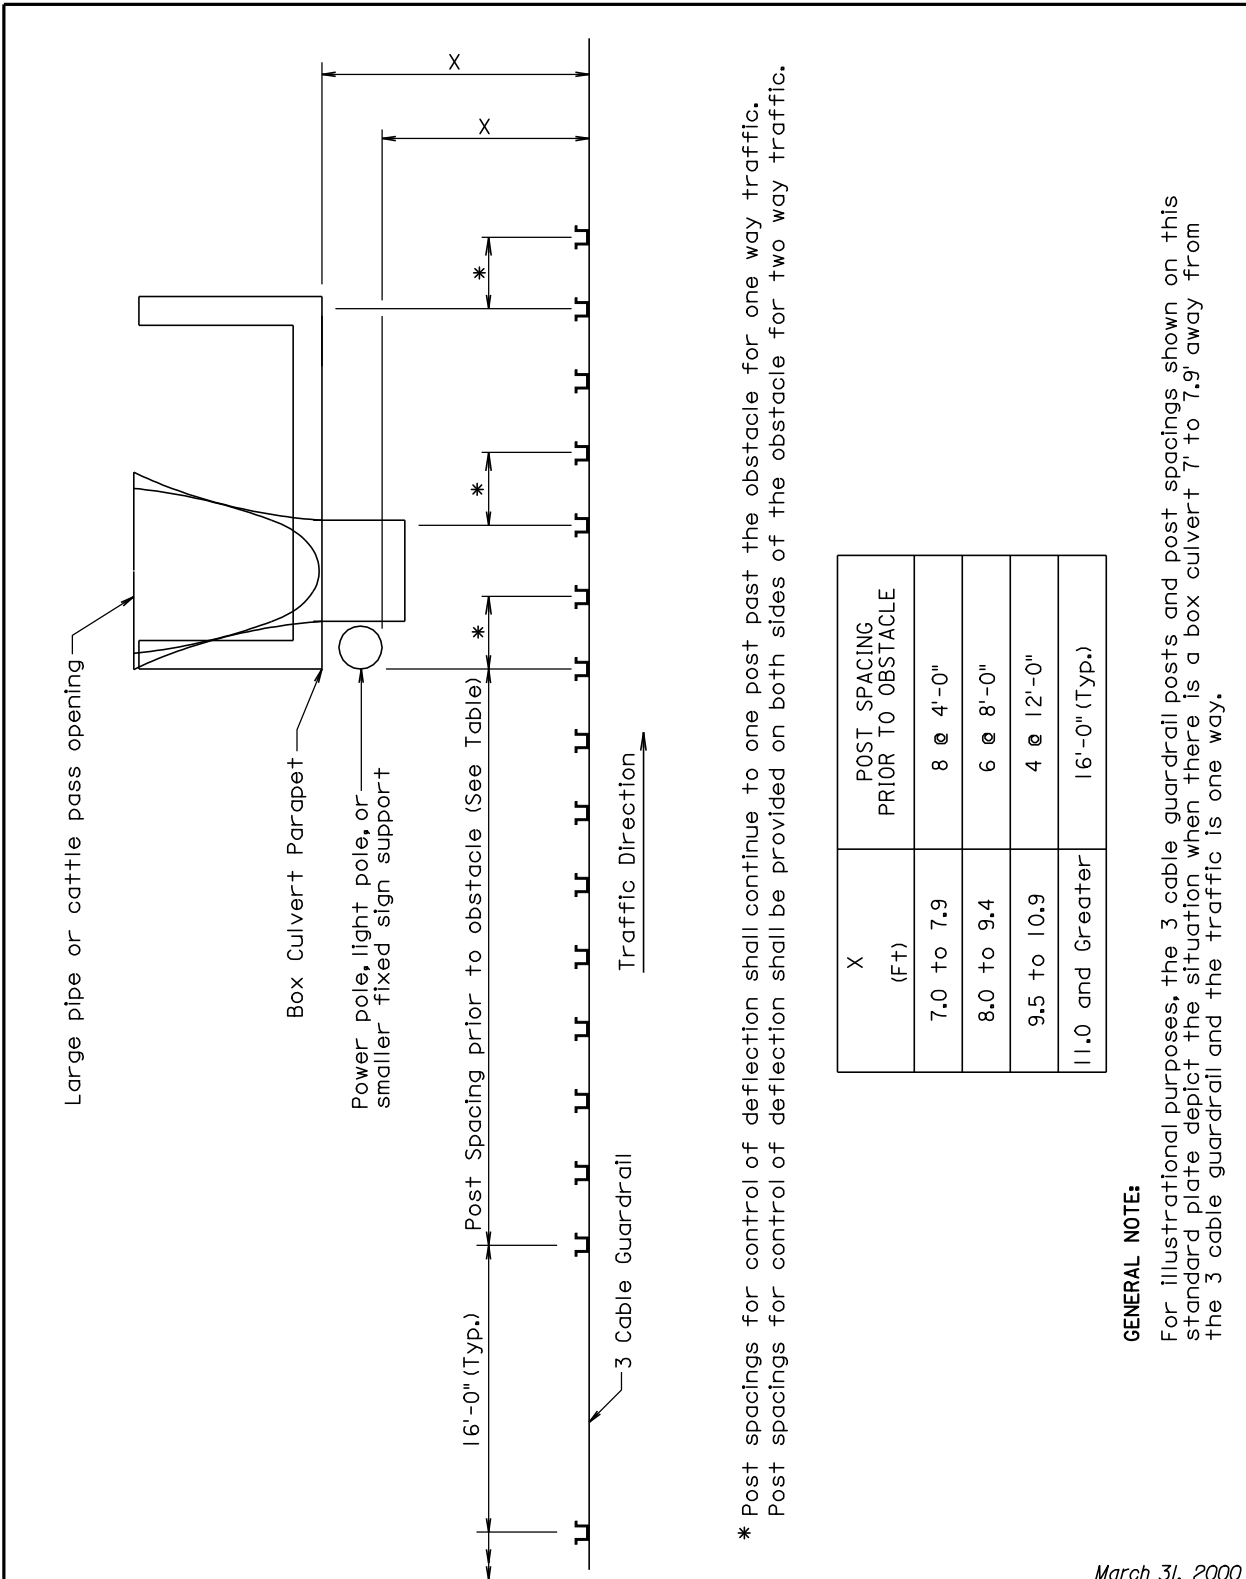 Large pipe or cattle pass opening
Box Culvert Parapet
Power pole, light pole, or
smaller fixed sign support
X
X
*
*
*
16'-0" (Typ.)
Post Spacing prior to obstacle (See Table)
3 Cable Guardrail
Traffic Direction
* Post spacings for control of deflection shall continue to one post past the obstacle for one way traffic.
Post spacings for control of deflection shall be provided on both sides of the obstacle for two way traffic.
X
(Ft) POST SPACING
PRIOR TO OBSTACLE
7.0 to 7.9 8 @ 4'-0"
8.0 to 9.4 6 @ 8'-0"
9.5 to 10.9 4 @ 12'-0"
11.0 and Greater 16'-0" (Typ.)
GENERAL NOTE:
For illustrational purposes, the 3 cable guardrail posts and post spacings shown on this
standard plate depict the situation when there is a box culvert 7' to 7.9' away from
the 3 cable guardrail and the traffic is one way.
March 31, 2000